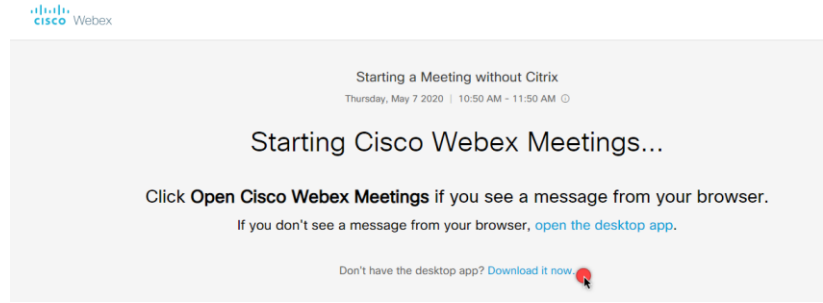 cisco Webex
Starting a Meeting without Citrix
Thursday, May 7 2020 | 10:50 AM - 11:50 AM
Starting Cisco Webex Meetings...
Click Open Cisco Webex Meetings if you see a message from your browser.
If you don't see a message from your browser, open the desktop app.
Don't have the desktop app? Download it now.